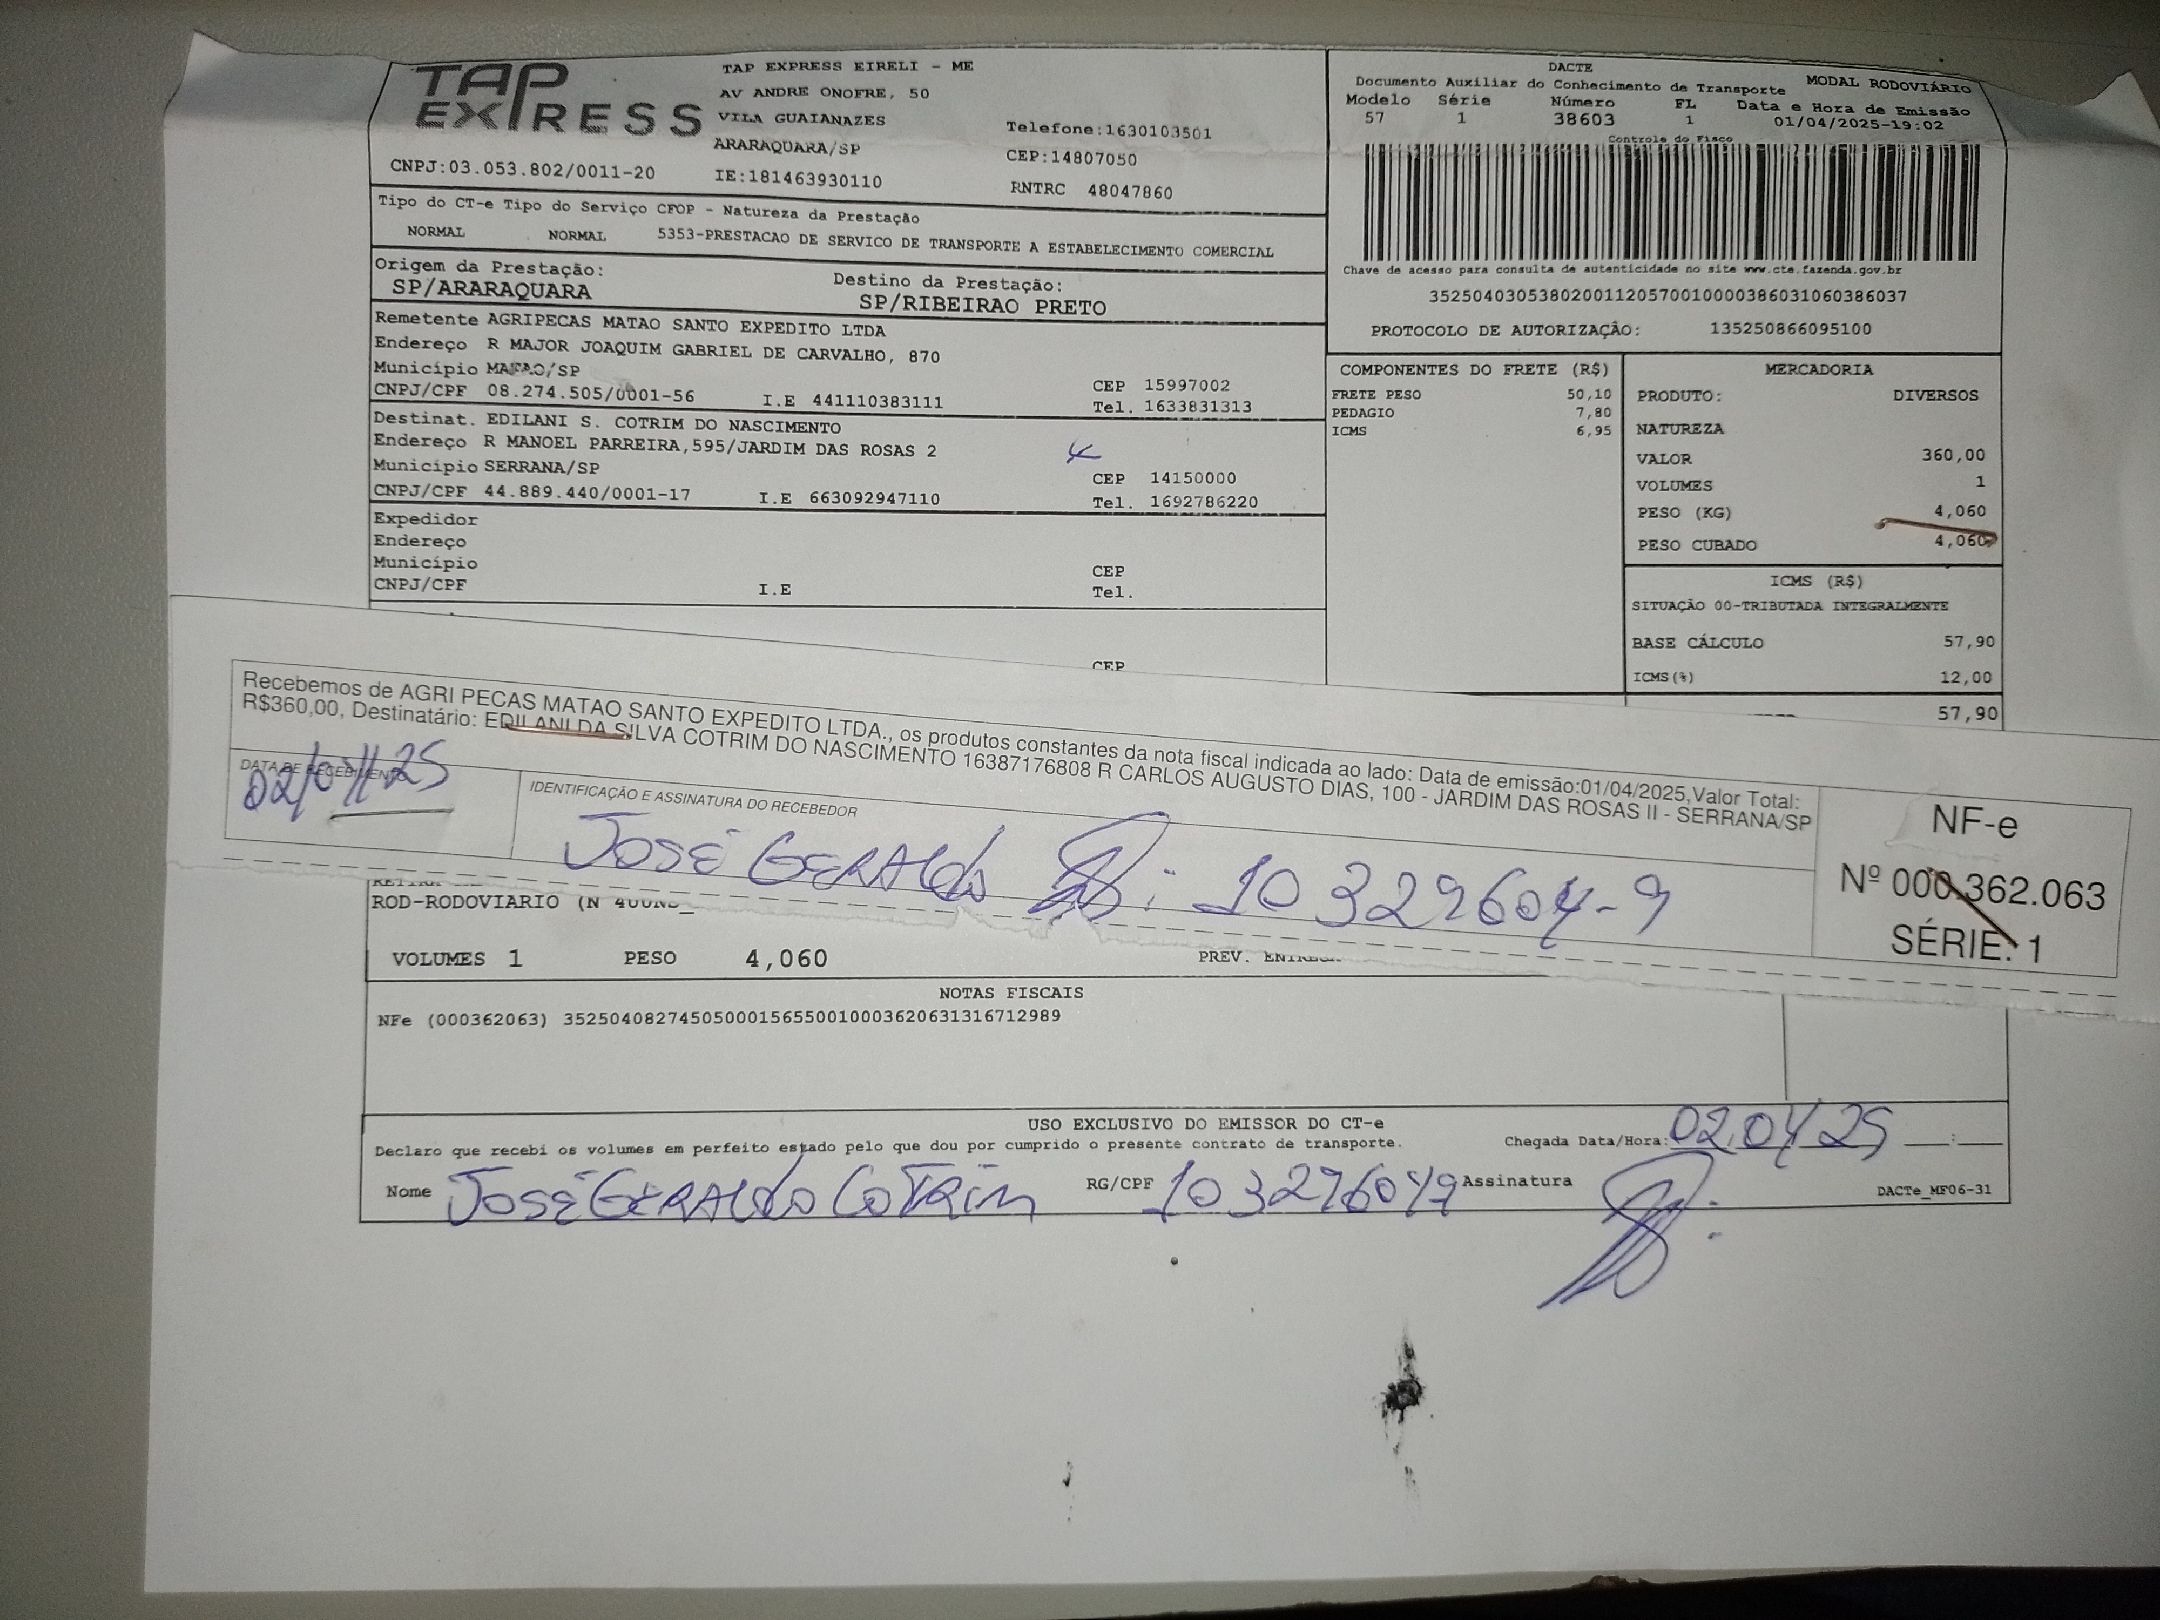 TAP EXPRESS
TAP EXPRESS EIRELI - ME
AV ANDRE ONOFRE, 50
VILA GUAIANAZES
Telefone:1630103501
ARARAQUARA/SP
CEP:14807050
CNPJ:03.053.802/0011-20
IE:181463930110
RNTRC 48047860
DACTE
Documento Auxiliar do Conhecimento de Transporte MODAL RODOVIÁRIO
Modelo Série Número FL Data e Hora de Emissão
57 1 38603 1 01/04/2025-19:02
Controle do Fisco
Chave de acesso para consulta de autenticidade no site www.cte.fazenda.gov.br
35250403053802001120570010000386031060386037
PROTOCOLO DE AUTORIZAÇÃO: 135250866095100
Tipo do CT-e Tipo do Serviço CFOP - Natureza da Prestação
NORMAL NORMAL 5353-PRESTACAO DE SERVICO DE TRANSPORTE A ESTABELECIMENTO COMERCIAL
Origem da Prestação: Destino da Prestação:
SP/ARARAQUARA SP/RIBEIRAO PRETO
Remetente AGRIPECAS MATAO SANTO EXPEDITO LTDA
Endereço R MAJOR JOAQUIM GABRIEL DE CARVALHO, 870
Município MATAO/SP CEP 15997002
CNPJ/CPF 08.274.505/0001-56 I.E 441110383111 Tel. 1633831313
Destinat. EDILANI S. COTRIM DO NASCIMENTO
Endereço R MANOEL PARREIRA,595/JARDIM DAS ROSAS 2
Município SERRANA/SP CEP 14150000
CNPJ/CPF 44.889.440/0001-17 I.E 663092947110 Tel. 1692786220
Expedidor
Endereço
Município CEP
CNPJ/CPF I.E Tel.
CEP
COMPONENTES DO FRETE (R$)
FRETE PESO 50,10
PEDAGIO 7,80
ICMS 6,95
MERCADORIA
PRODUTO: DIVERSOS
NATUREZA
VALOR 360,00
VOLUMES 1
PESO (KG) 4,060
PESO CUBADO 4,060
ICMS (R$)
SITUAÇÃO 00-TRIBUTADA INTEGRALMENTE
BASE CÁLCULO 57,90
ICMS(%) 12,00
57,90
Recebemos de AGRI PECAS MATAO SANTO EXPEDITO LTDA., os produtos constantes da nota fiscal indicada ao lado: Data de emissão:01/04/2025,Valor Total:
R$360,00, Destinatário: EDILANI DA SILVA COTRIM DO NASCIMENTO 16387176808 R CARLOS AUGUSTO DIAS, 100 - JARDIM DAS ROSAS II - SERRANA/SP
DATA DE RECEBIMENTO
02/04/25
IDENTIFICAÇÃO E ASSINATURA DO RECEBEDOR
JOSÉ GERALDO 10 329604-9
NF-e
Nº 000.362.063
SÉRIE: 1
ROD-RODOVIARIO (N
VOLUMES 1 PESO 4,060 PREV.
NOTAS FISCAIS
NFe (000362063) 35250408274505000156550010003620631316712989
USO EXCLUSIVO DO EMISSOR DO CT-e
Declaro que recebi os volumes em perfeito estado pelo que dou por cumprido o presente contrato de transporte.
Chegada Data/Hora: 02.04/25 ___:___
Nome JOSÉ GERALDO COTRIM RG/CPF 103296049 Assinatura
DACTe_MF06-31